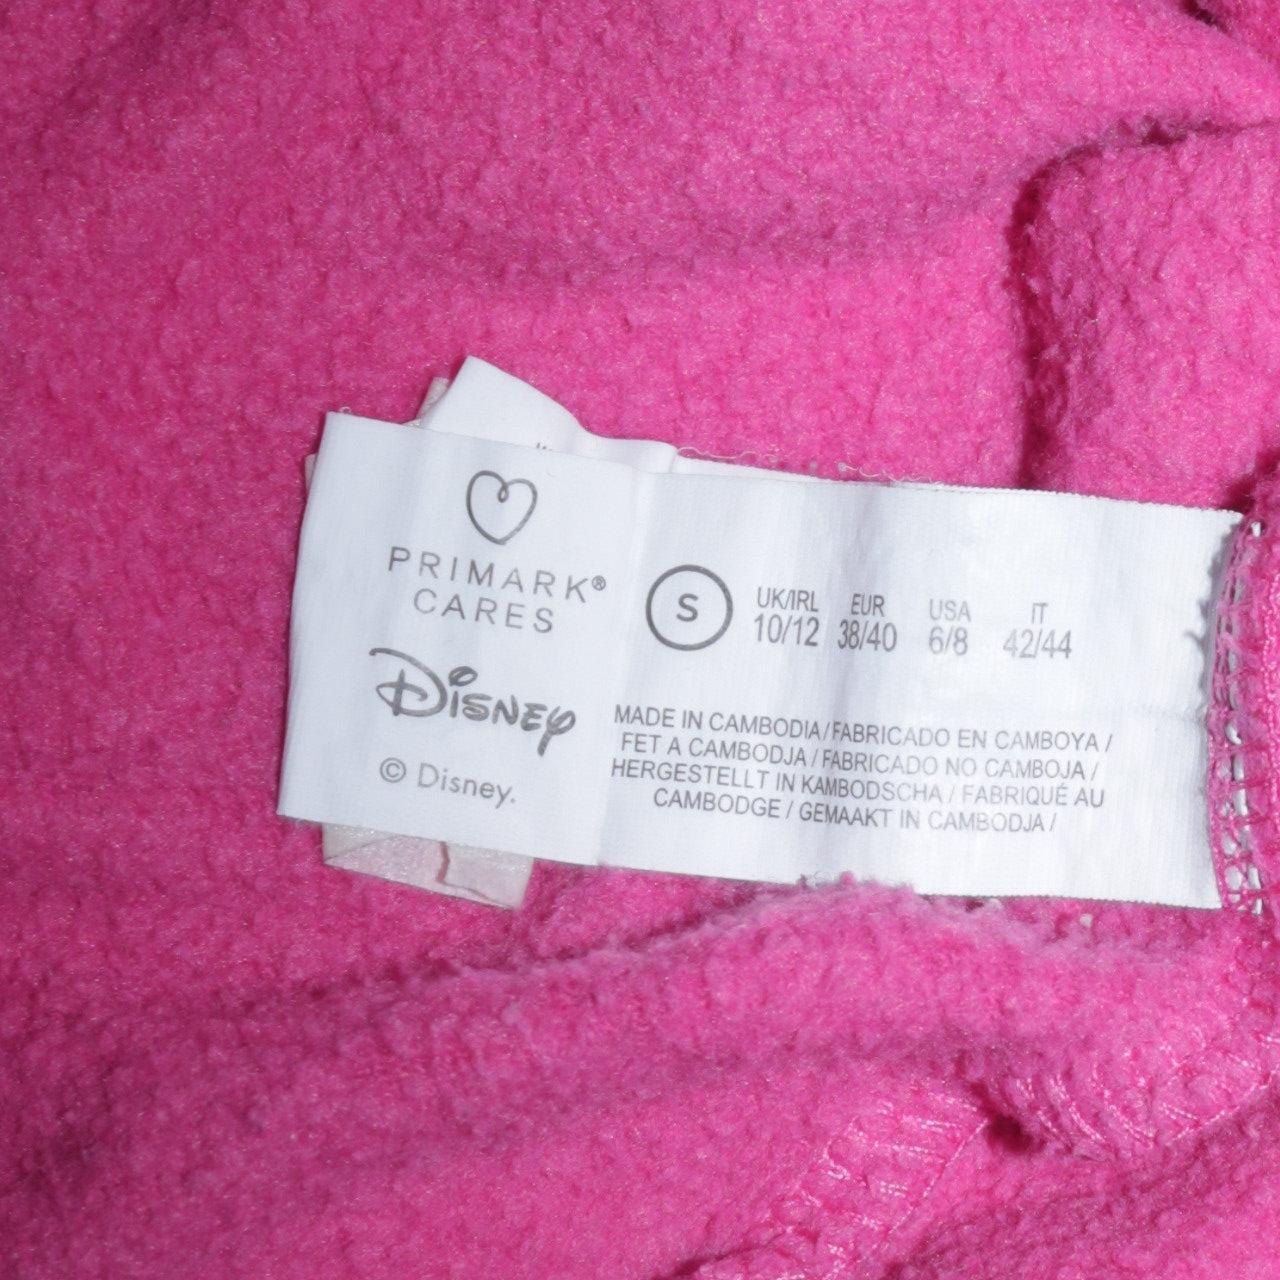 PRIMARK®
CARES
Disney
© Disney.
S
UK/IRL EUR USA IT
10/12 38/40 6/8 42/44
MADE IN CAMBODIA / FABRICADO EN CAMBOYA /
FET A CAMBODJA / FABRICADO NO CAMBOJA /
HERGESTELLT IN KAMBODSCHA / FABRIQUÉ AU
CAMBODGE / GEMAAKT IN CAMBODJA /